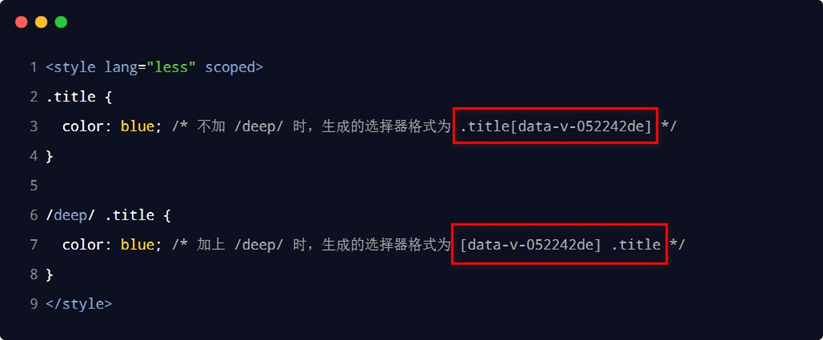 1 <style lang="less" scoped>
2 .title {
3   color: blue; /* 不加 /deep/ 时，生成的选择器格式为 .title[data-v-052242de] */
4 }
5
6 /deep/ .title {
7   color: blue; /* 加上 /deep/ 时，生成的选择器格式为 [data-v-052242de] .title */
8 }
9 </style>